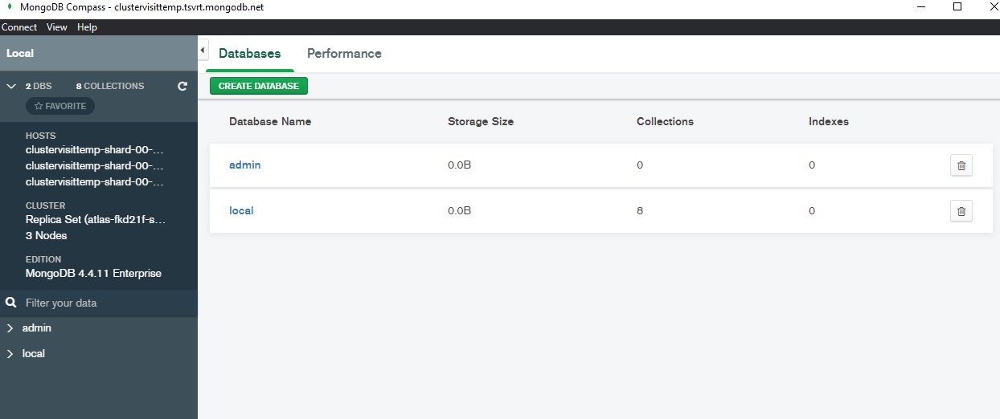 MongoDB Compass - clustervisittemp.tsvrt.mongodb.net
Connect View Help
Local
2 DBS 8 COLLECTIONS
FAVORITE
HOSTS
clustervisittemp-shard-00-...
clustervisittemp-shard-00-...
clustervisittemp-shard-00-...
CLUSTER
Replica Set (atlas-fkd21f-s...
3 Nodes
EDITION
MongoDB 4.4.11 Enterprise
Filter your data
admin
local
Databases Performance
CREATE DATABASE
Database Name Storage Size Collections Indexes
admin 0.0B 0 0
local 0.0B 8 0